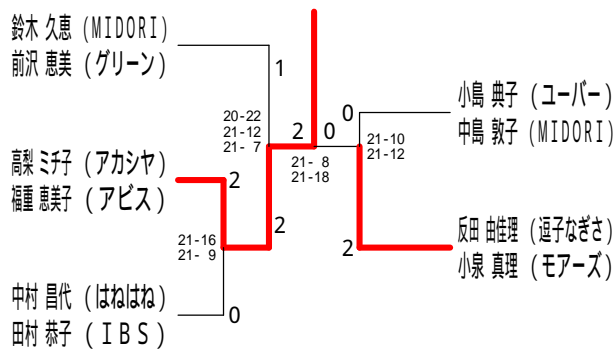 鈴木 久恵 (MIDORI)
前沢 恵美 (グリーン)
1
高梨 ミチ子 (アカシヤ)
福重 恵美子 (アビス)
2
20-22
21-12
21- 7
2
21-16
21- 9
2
中村 昌代 (はねはね)
田村 恭子 (IBS)
0
0
21- 8
21-18
小島 典子 (ユーバー)
中島 敦子 (MIDORI)
0
21-10
21-12
反田 由佳理 (逗子なぎさ)
小泉 真理 (モアーズ)
2